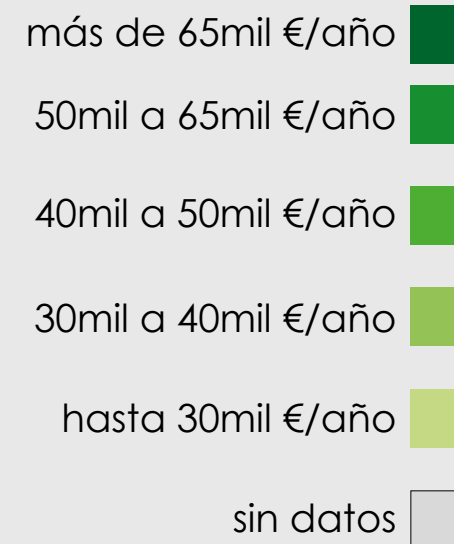 más de 65mil €/año
50mil a 65mil €/año
40mil a 50mil €/año
30mil a 40mil €/año
hasta 30mil €/año
sin datos